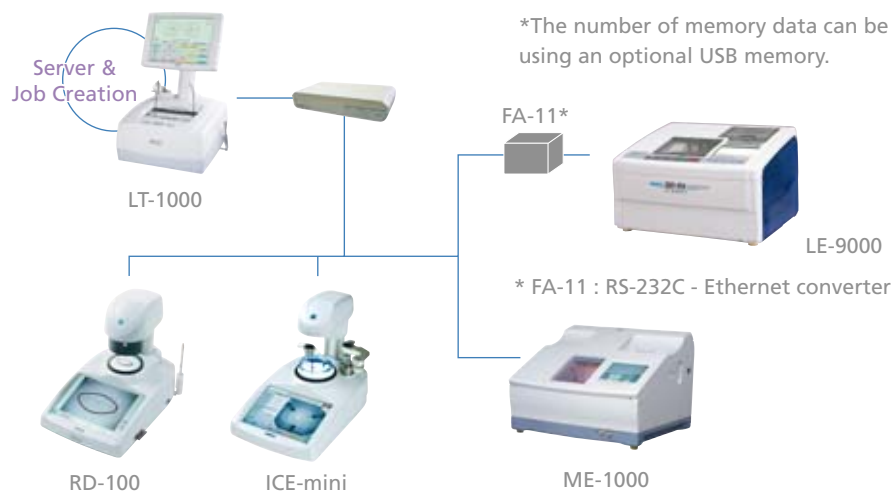 *The number of memory data can be
using an optional USB memory.
Server &
Job Creation
FA-11*
LT-1000
LE-9000
* FA-11 : RS-232C - Ethernet converter
RD-100
ICE-mini
ME-1000